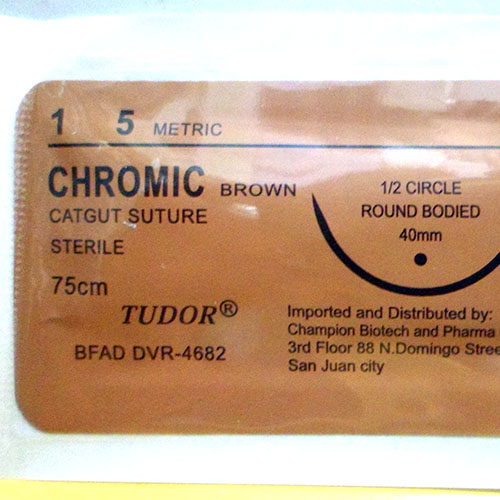 1 5 METRIC
CHROMIC BROWN
CATGUT SUTURE
STERILE
75cm
TUDOR®
BFAD DVR-4682
1/2 CIRCLE
ROUND BODIED
40mm
Imported and Distributed by:
Champion Biotech and Pharma
3rd Floor 88 N.Domingo Stree
San Juan city